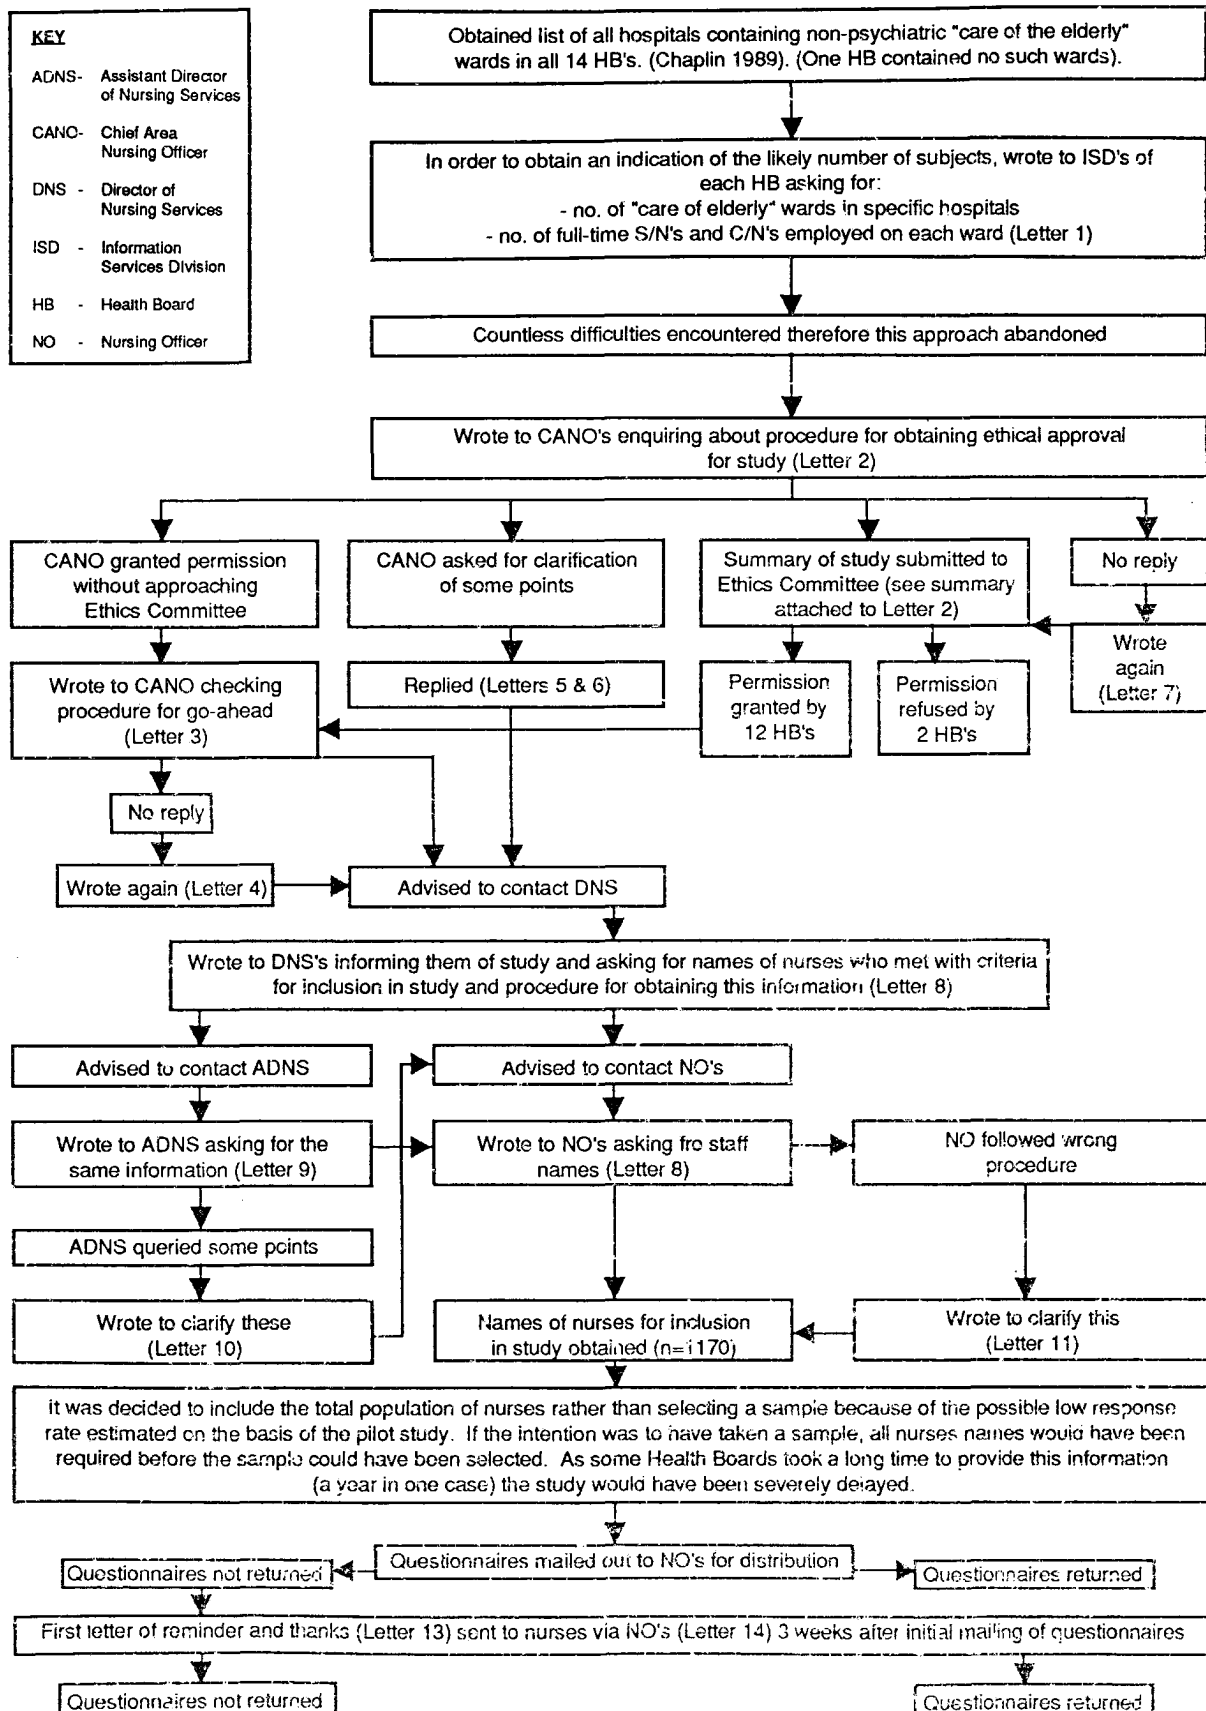 KEY
ADNS- Assistant Director
of Nursing Services
CANO- Chief Area
Nursing Officer
DNS - Director of
Nursing Services
ISD - Information
Services Division
HB - Health Board
NO - Nursing Officer
Obtained list of all hospitals containing non-psychiatric "care of the elderly"
wards in all 14 HB's. (Chaplin 1989). (One HB contained no such wards).
In order to obtain an indication of the likely number of subjects, wrote to ISD's of
each HB asking for:
- no. of "care of elderly" wards in specific hospitals
- no. of full-time S/N's and C/N's employed on each ward (Letter 1)
Countless difficulties encountered therefore this approach abandoned
Wrote to CANO's enquiring about procedure for obtaining ethical approval
for study (Letter 2)
CANO granted permission
without approaching
Ethics Committee
CANO asked for clarification
of some points
Summary of study submitted to
Ethics Committee (see summary
attached to Letter 2)
No reply
Wrote to CANO checking
procedure for go-ahead
(Letter 3)
Replied (Letters 5 & 6)
Permission
granted by
12 HB's
Permission
refused by
2 HB's
Wrote
again
(Letter 7)
No reply
Wrote again (Letter 4)
Advised to contact DNS
Wrote to DNS's informing them of study and asking for names of nurses who met with criteria
for inclusion in study and procedure for obtaining this information (Letter 8)
Advised to contact ADNS
Advised to contact NO's
Wrote to ADNS asking for the
same information (Letter 9)
Wrote to NO's asking fro staff
names (Letter 8)
NO followed wrong
procedure
ADNS queried some points
Wrote to clarify these
(Letter 10)
Names of nurses for inclusion
in study obtained (n=1170)
Wrote to clarify this
(Letter 11)
It was decided to include the total population of nurses rather than selecting a sample because of the possible low response
rate estimated on the basis of the pilot study. If the intention was to have taken a sample, all nurses names would have been
required before the sample could have been selected. As some Health Boards took a long time to provide this information
(a year in one case) the study would have been severely delayed.
Questionnaires mailed out to NO's for distribution
Questionnaires not returned
Questionnaires returned
First letter of reminder and thanks (Letter 13) sent to nurses via NO's (Letter 14) 3 weeks after initial mailing of questionnaires
Questionnaires not returned
Questionnaires returned